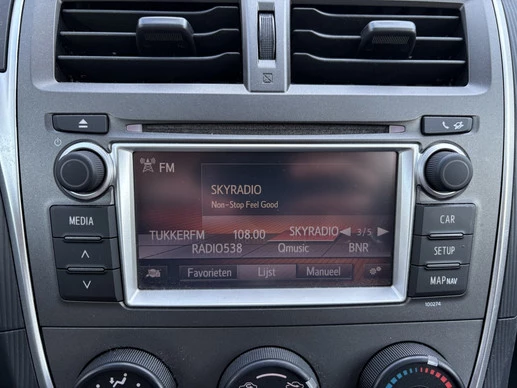 FM
SKYRADIO
Non-Stop Feel Good
TUKKERFM 108.00 SKYRADIO 3/5
RADIO538 Qmusic BNR
Favorieten Lijst Manueel
MEDIA
CAR
SETUP
MAP NAV
100274